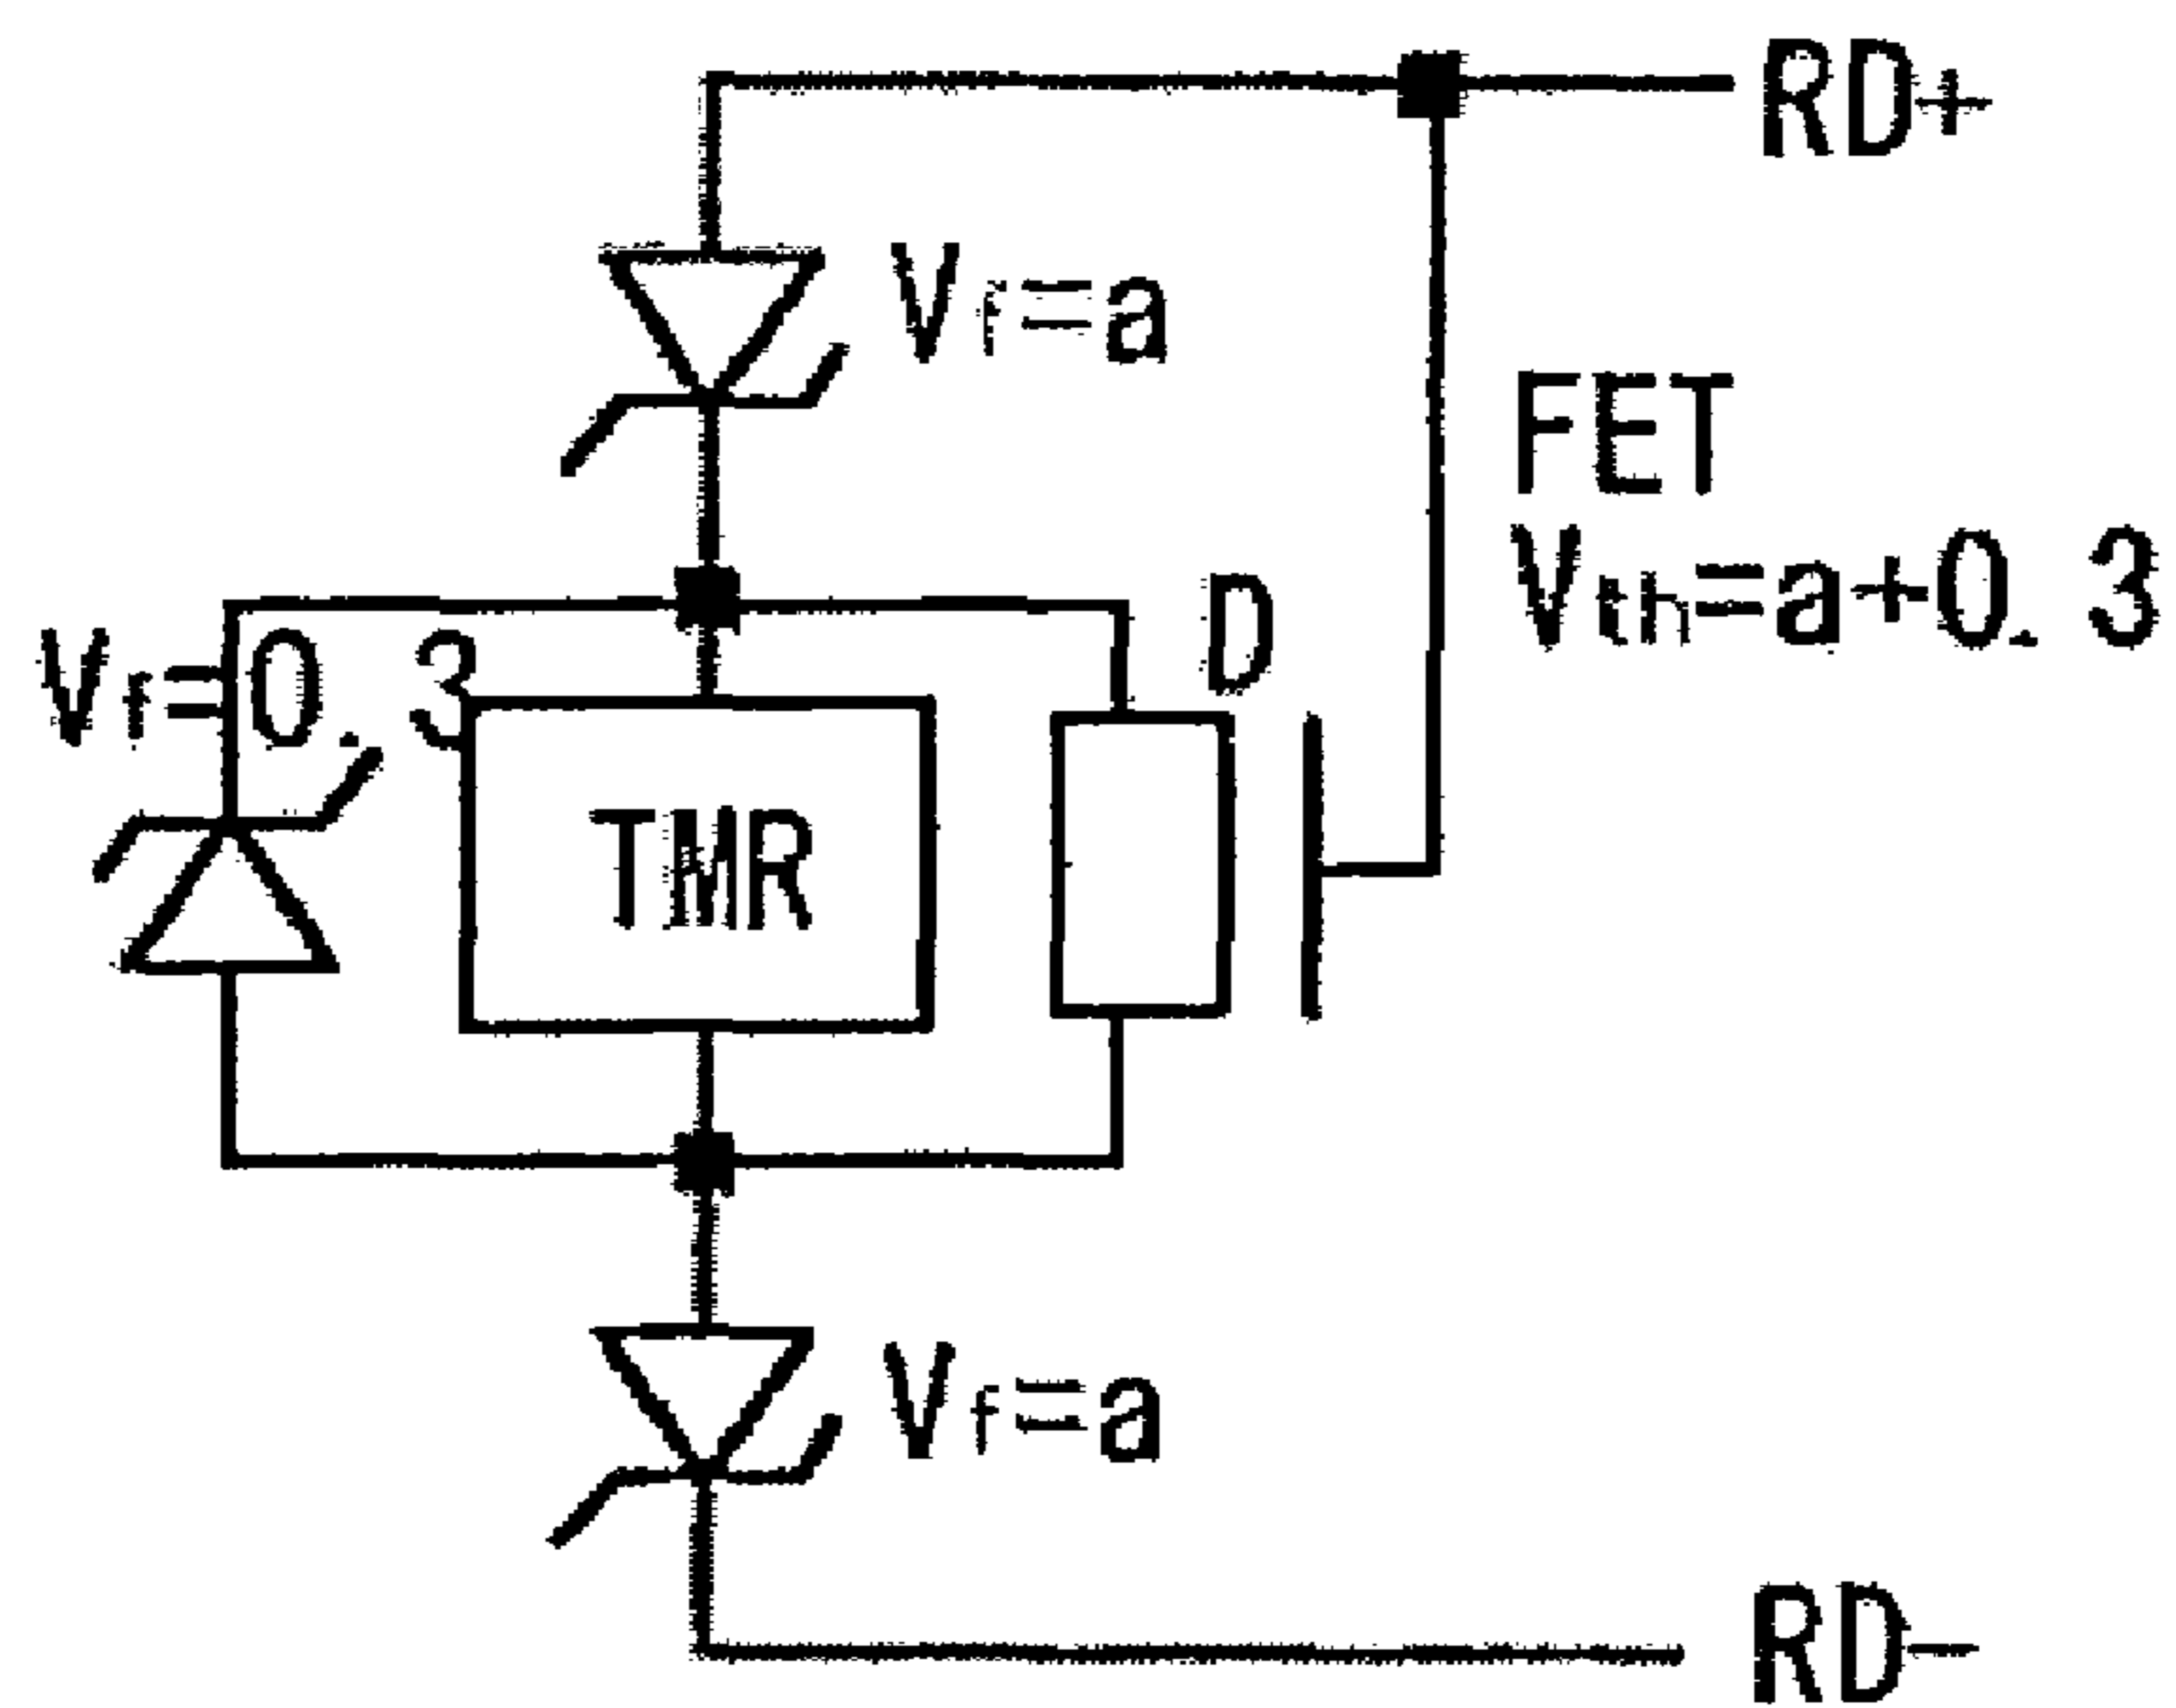 RD+
Vf=a
FET
Vth=a+0.3
D
Vf=0.3
TMR
Vf=a
RD-